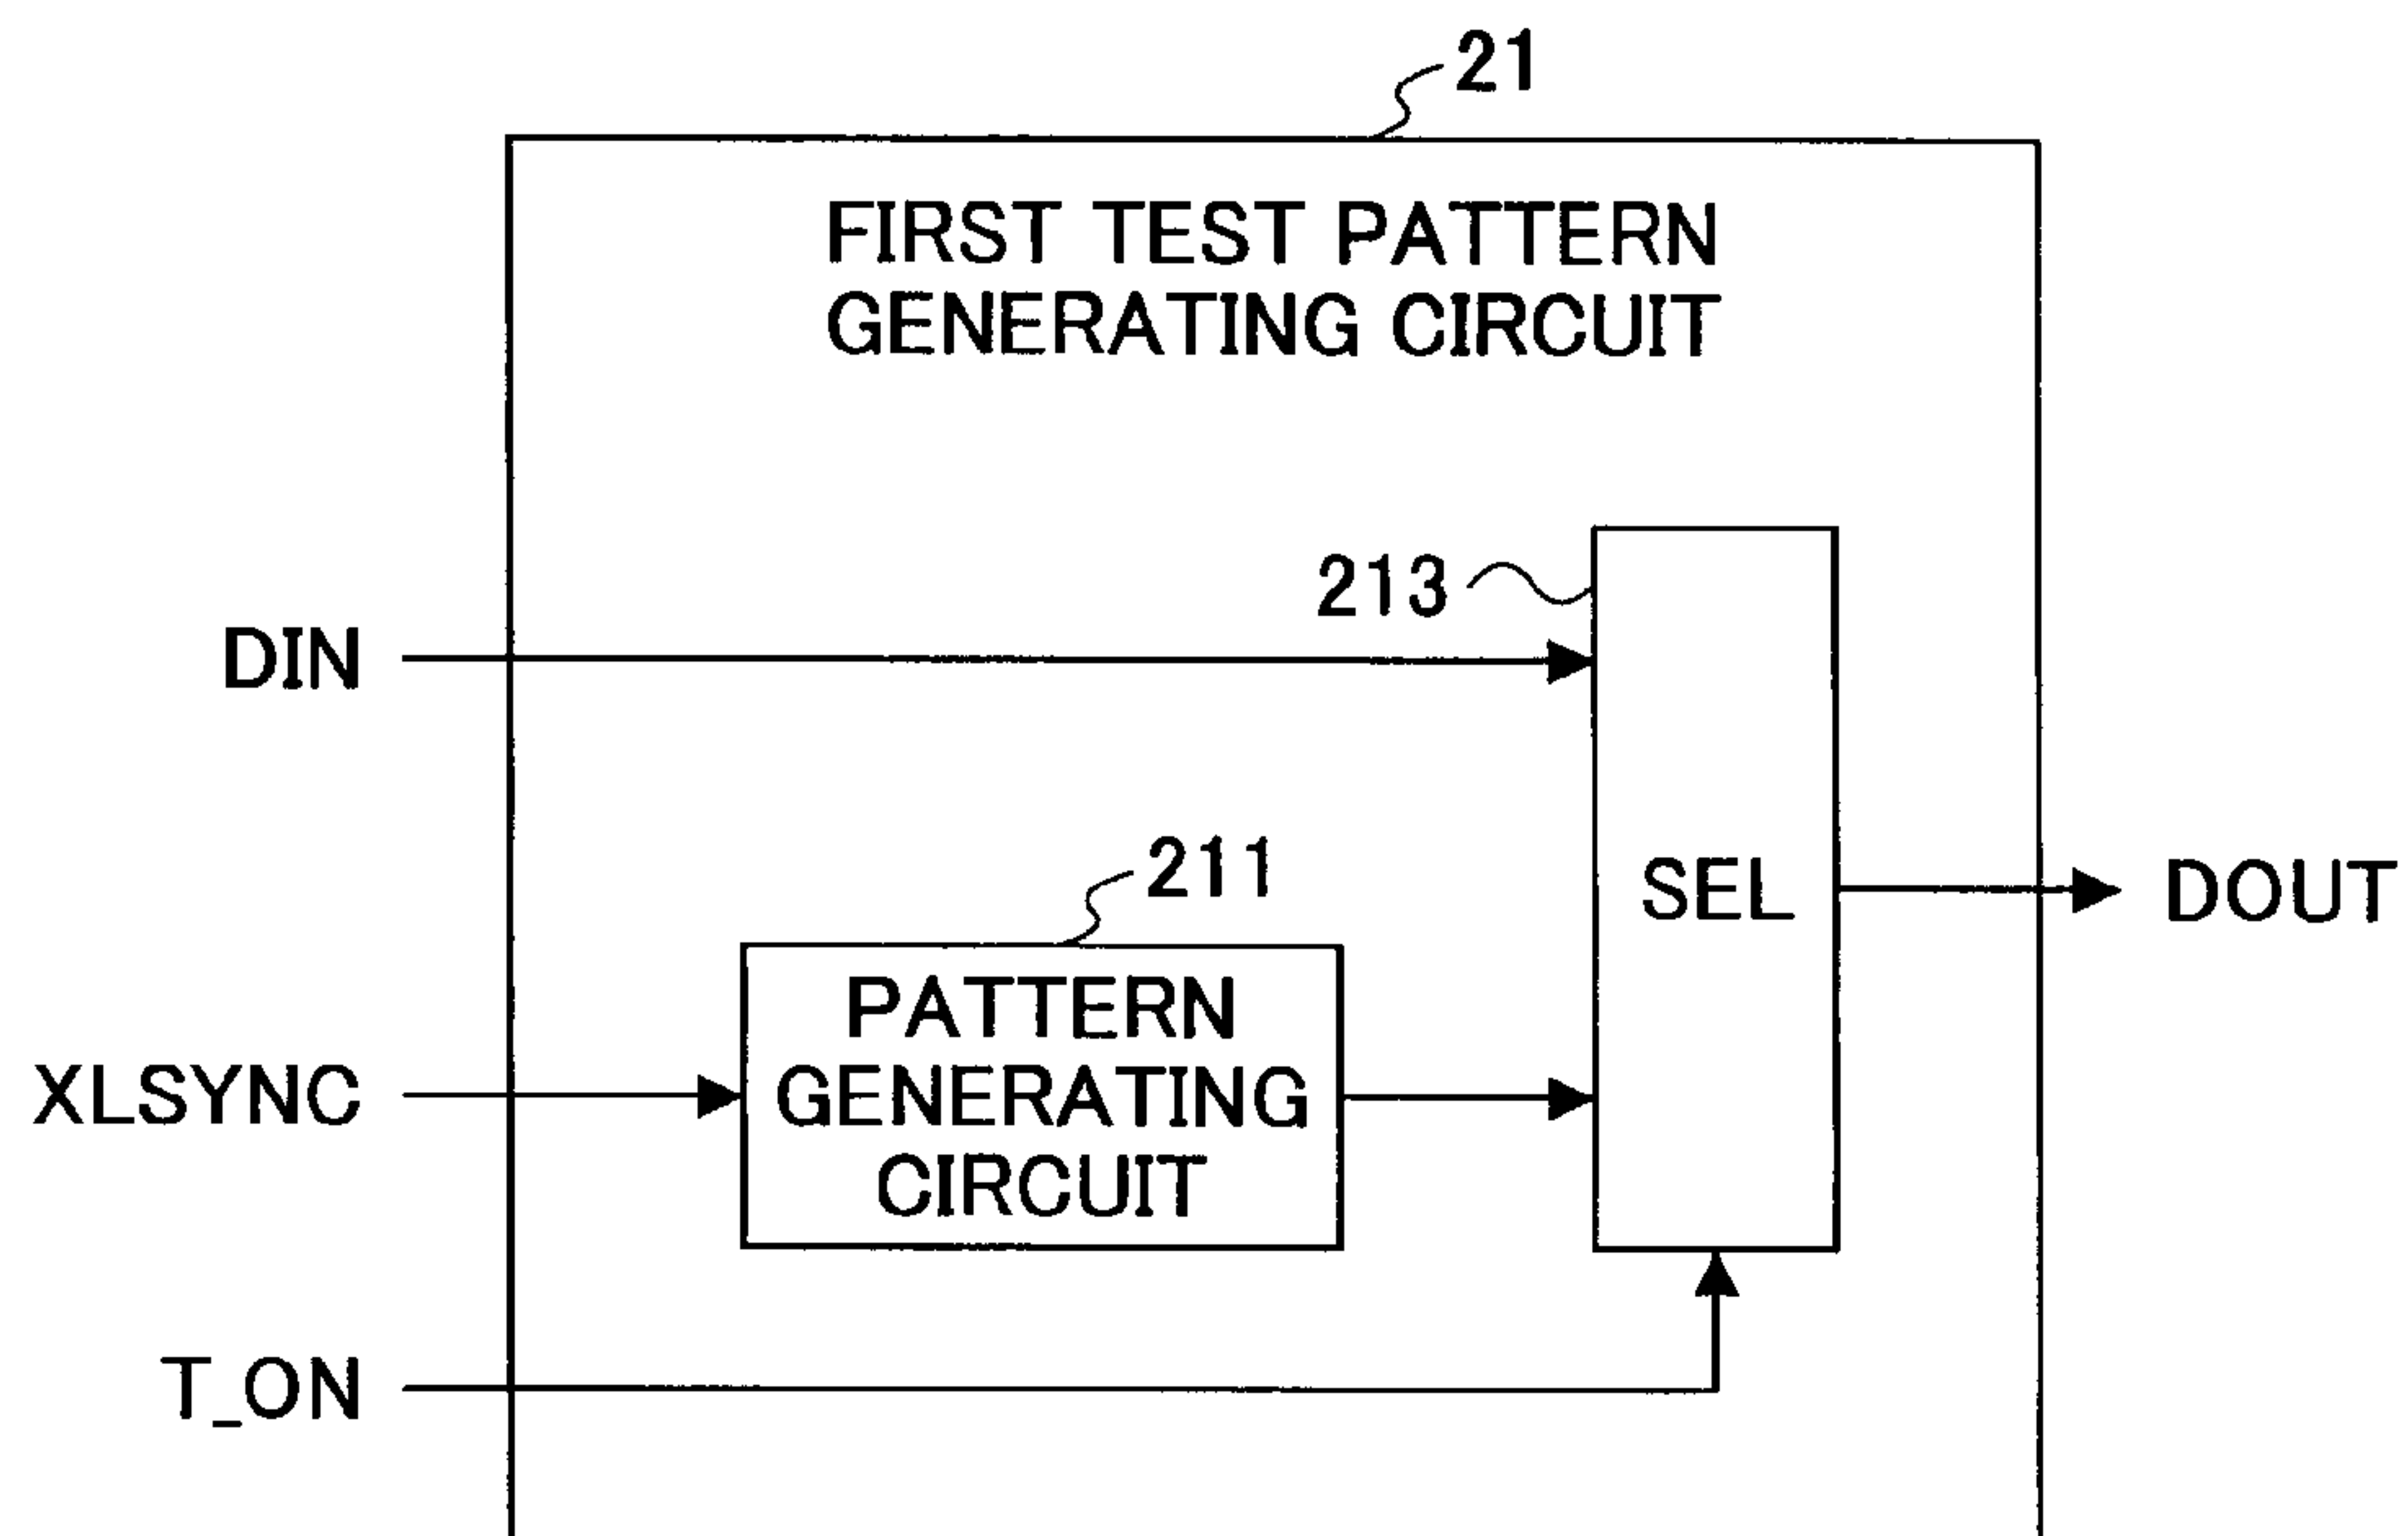 21
FIRST TEST PATTERN
GENERATING CIRCUIT
213
DIN
211
SEL
DOUT
PATTERN
GENERATING
CIRCUIT
XLSYNC
T_ON